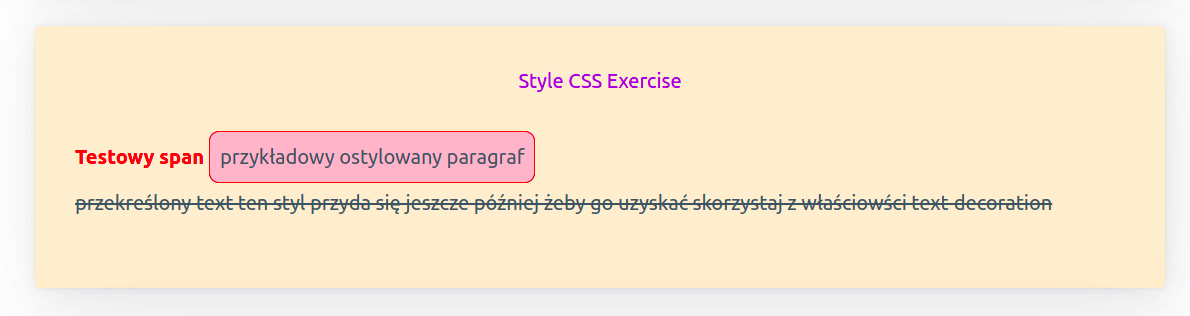 Style CSS Exercise
Testowy span przykładowy ostylowany paragraf
przekreślony text ten styl przyda się jeszcze później żeby go uzyskać skorzystaj z właściowści text-decoration